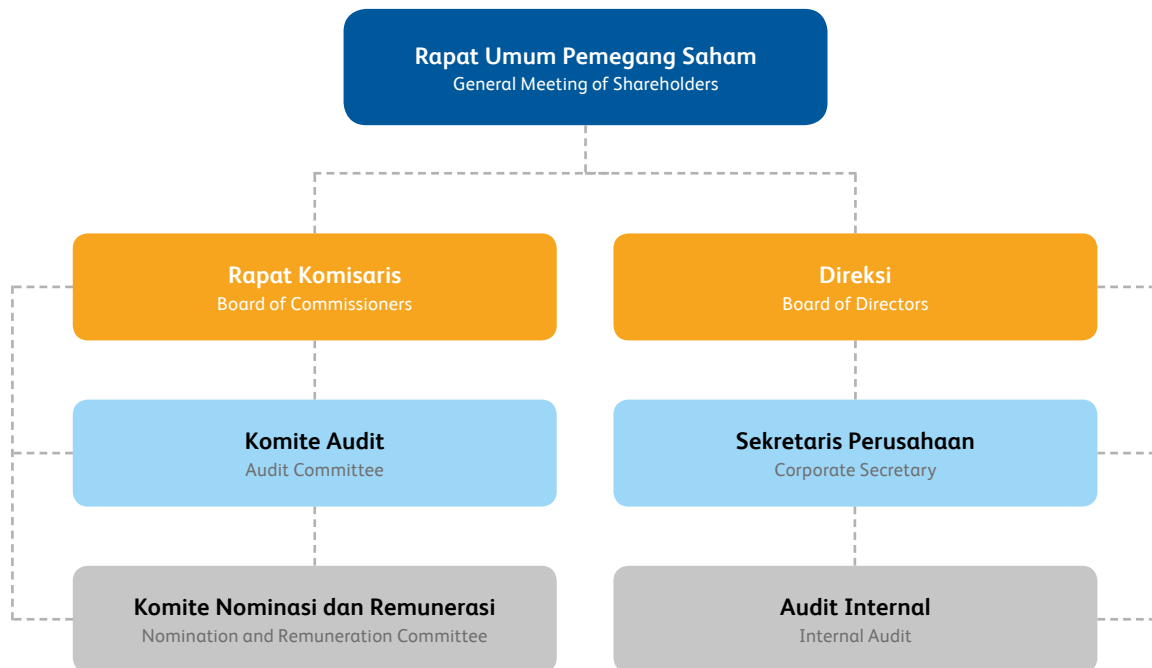 Rapat Umum Pemegang Saham
General Meeting of Shareholders
Rapat Komisaris
Board of Commissioners
Direksi
Board of Directors
Komite Audit
Audit Committee
Sekretaris Perusahaan
Corporate Secretary
Komite Nominasi dan Remunerasi
Nomination and Remuneration Committee
Audit Internal
Internal Audit